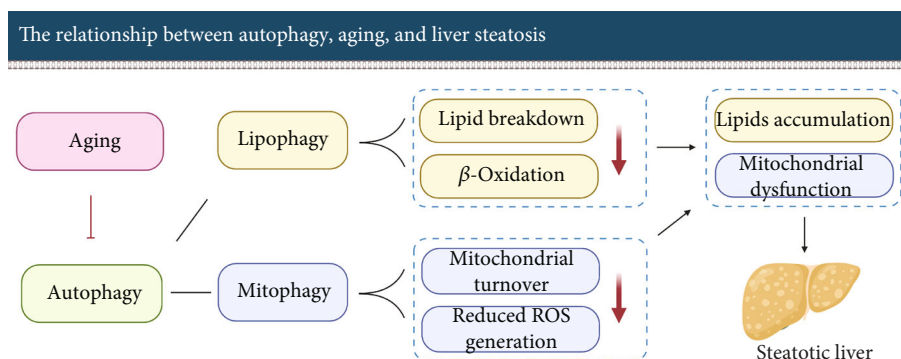 The relationship between autophagy, aging, and liver steatosis
Aging
Lipophagy
Lipid breakdown
β-Oxidation
Lipids accumulation
Mitochondrial
dysfunction
Autophagy
Mitophagy
Mitochondrial
turnover
Reduced ROS
generation
Steatotic liver